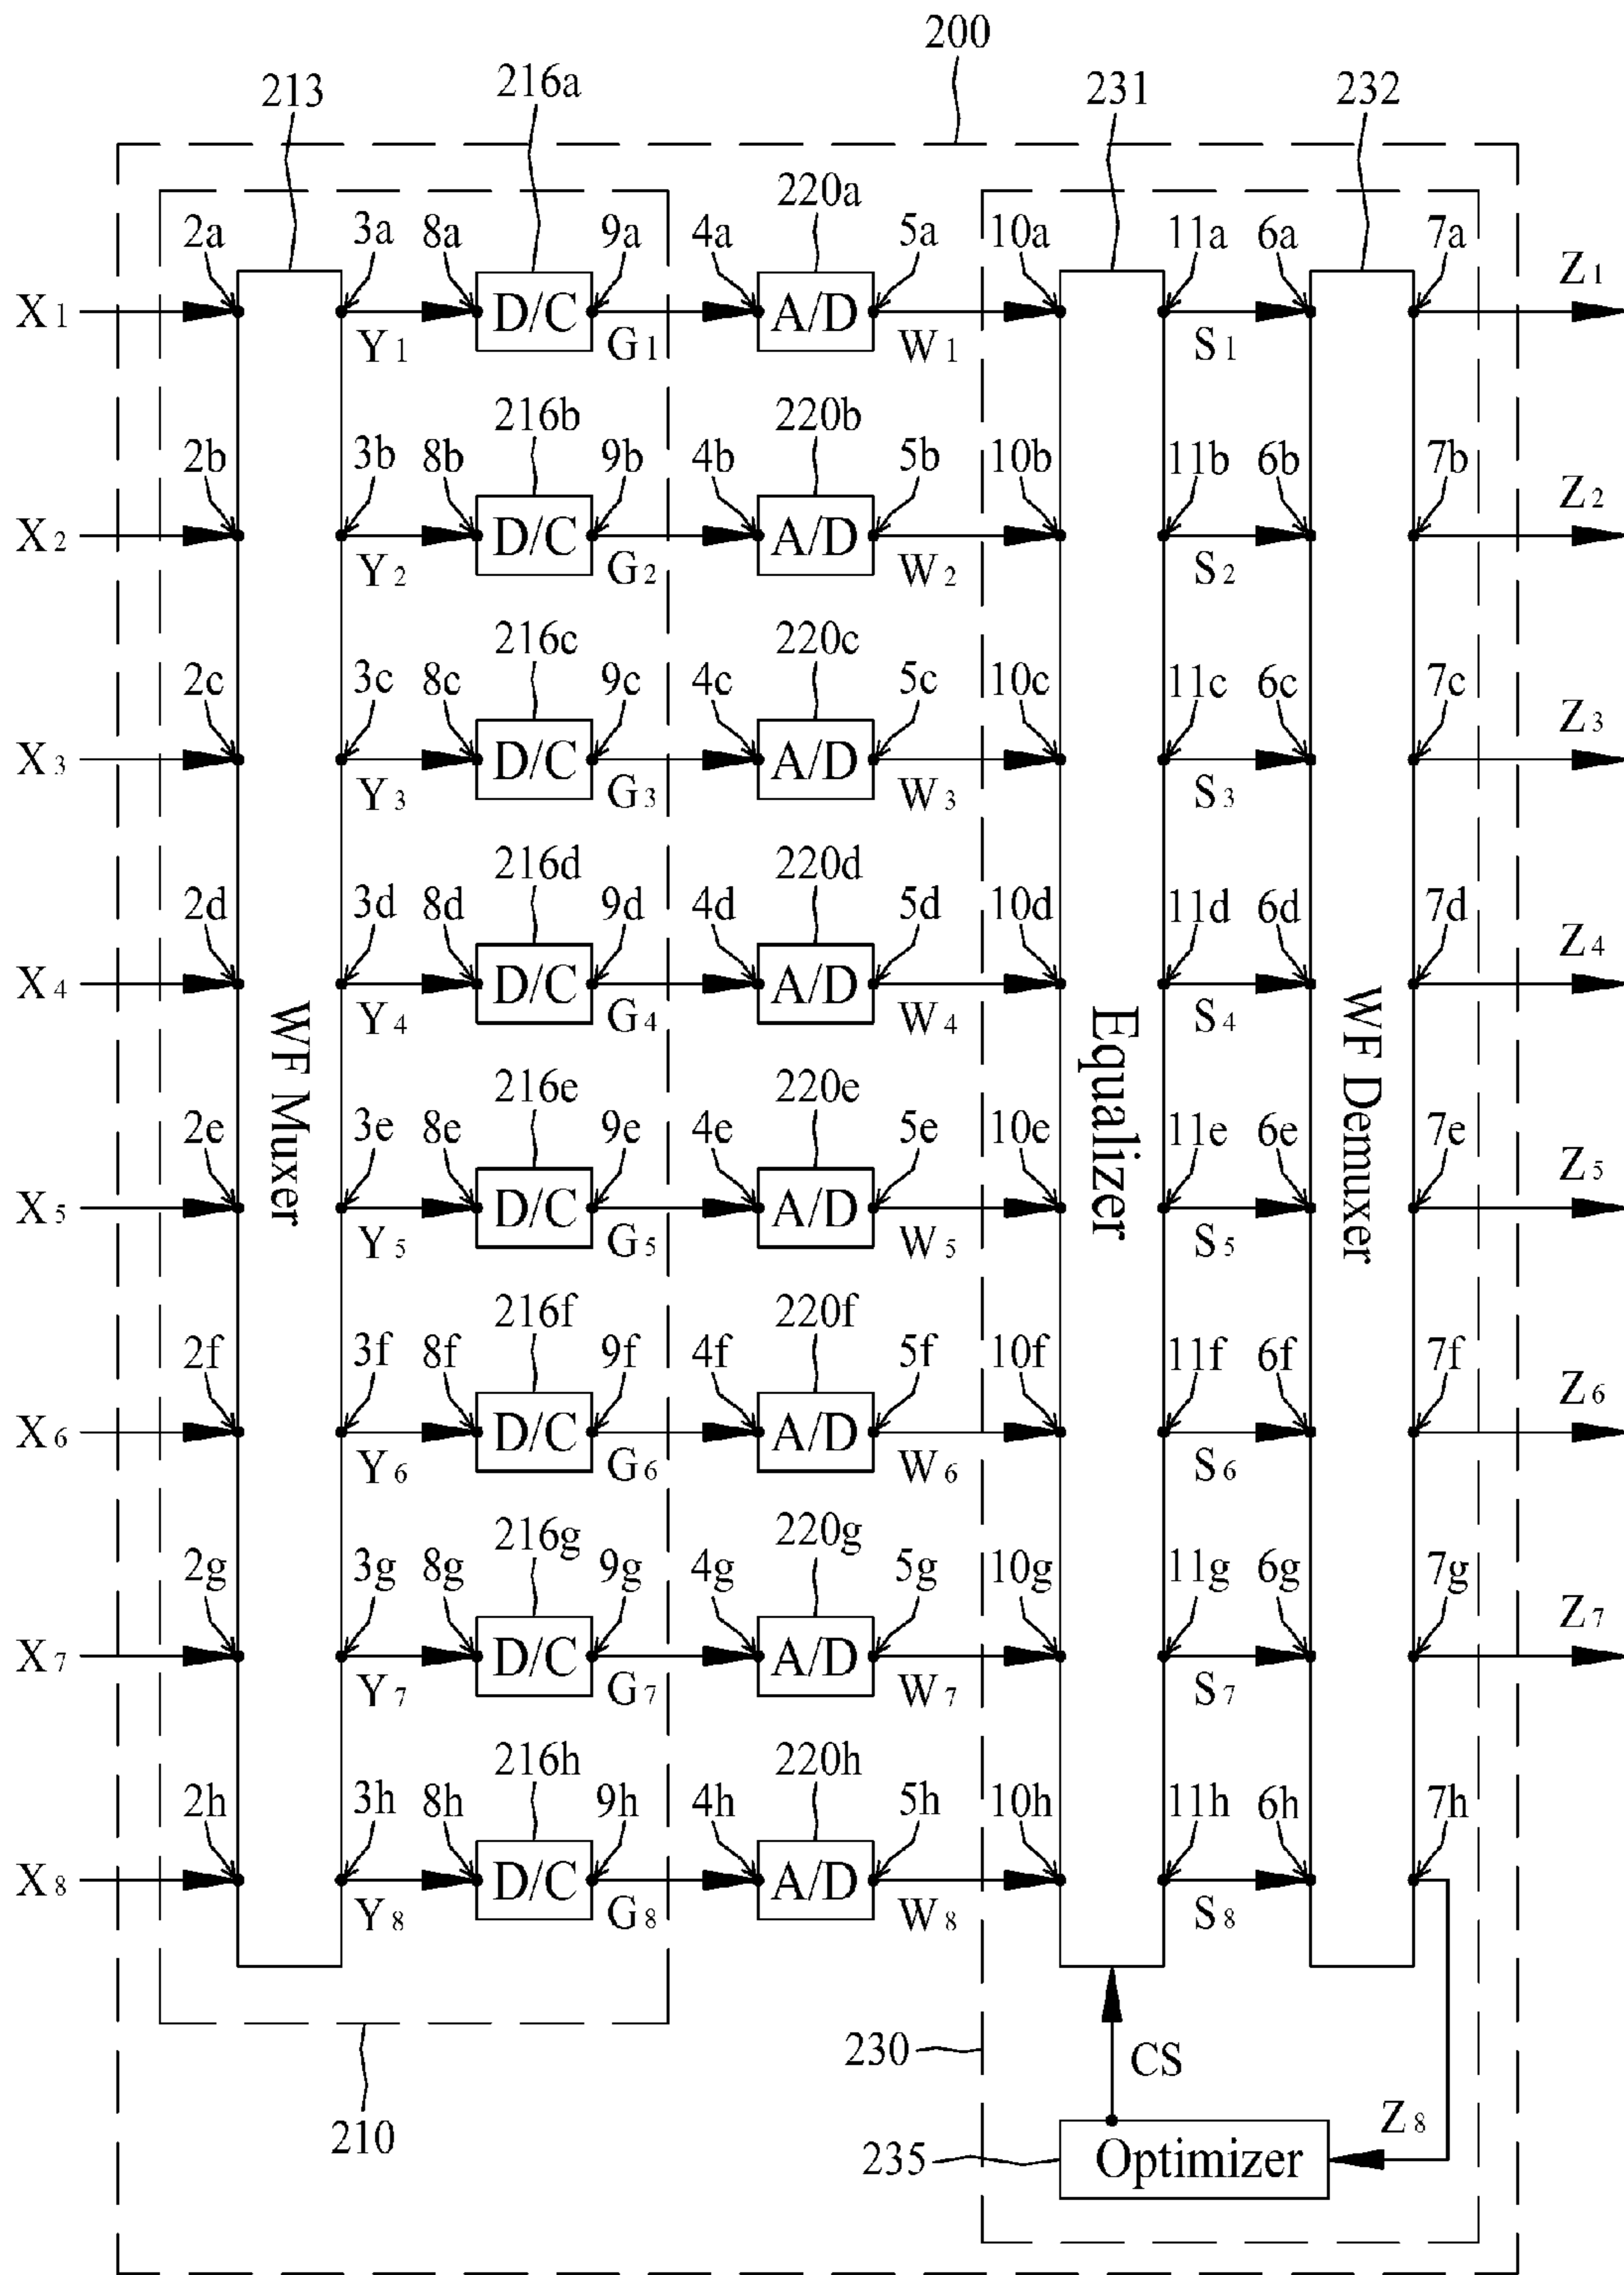 200
213 216a 231 232
220a
2a 3a 8a 9a 4a 5a 10a 11a 6a 7a
X1 D/C A/D Z1
Y1 G1 W1 S1
216b 220b
2b 3b 8b 9b 4b 5b 10b 11b 6b 7b
X2 D/C A/D Z2
Y2 G2 W2 S2
216c 220c
2c 3c 8c 9c 4c 5c 10c 11c 6c 7c
X3 D/C A/D Z3
Y3 G3 W3 S3
216d 220d
2d 3d 8d 9d 4d 5d 10d 11d 6d 7d
X4 D/C A/D Z4
Y4 G4 W4 S4
WF Muxer
Equalizer
WF Demuxer
216e 220e
2e 3e 8e 9e 4e 5e 10e 11e 6e 7e
X5 D/C A/D Z5
Y5 G5 W5 S5
216f 220f
2f 3f 8f 9f 4f 5f 10f 11f 6f 7f
X6 D/C A/D Z6
Y6 G6 W6 S6
216g 220g
2g 3g 8g 9g 4g 5g 10g 11g 6g 7g
X7 D/C A/D Z7
Y7 G7 W7 S7
216h 220h
2h 3h 8h 9h 4h 5h 10h 11h 6h 7h
X8 D/C A/D
Y8 G8 W8 S8
230 CS
210 Z8
235 Optimizer